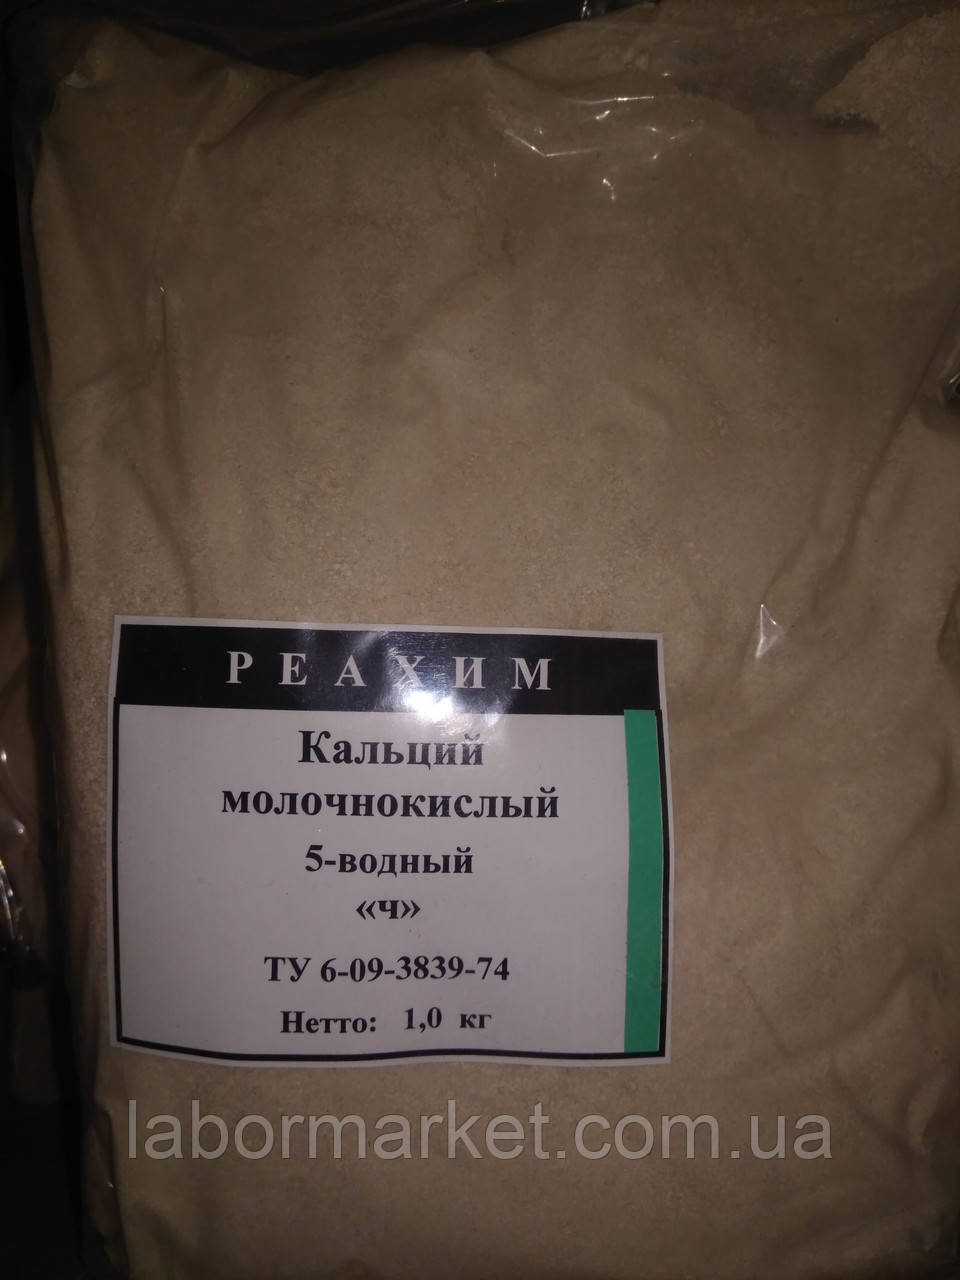 РЕАХИМ
Кальций
молочнокислый
5-водный
«ч»
ТУ 6-09-3839-74
Нетто: 1,0 кг
labormarket.com.ua